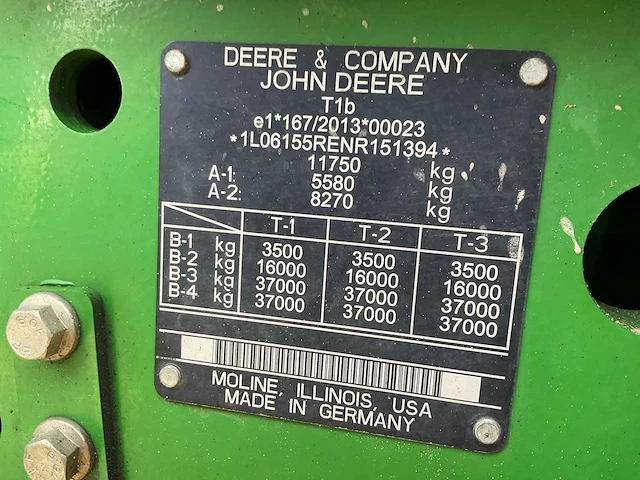 DEERE & COMPANY
JOHN DEERE
T1b
e1*167/2013*00023
*1L06155RENR151394*
11750 kg
A-1: 5580 kg
A-2: 8270 kg
T-1 T-2 T-3
B-1 kg 3500 3500 3500
B-2 kg 16000 16000 16000
B-3 kg 37000 37000 37000
B-4 kg 37000 37000 37000
MOLINE, ILLINOIS, USA
MADE IN GERMANY